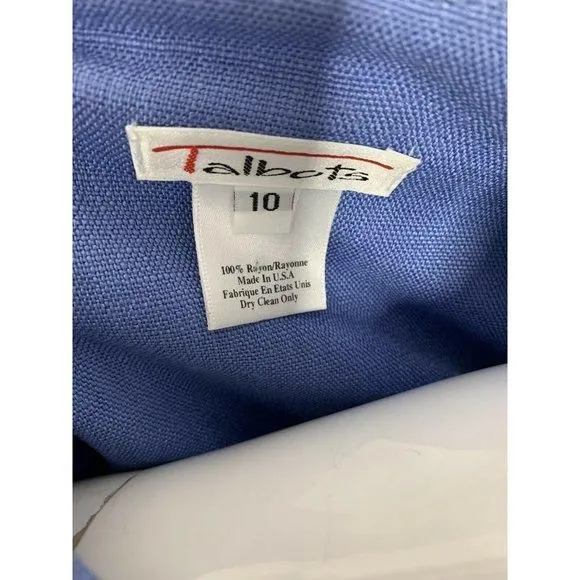 Talbots
10
100% Rayon/Rayonne
Made In U.S.A
Fabrique En Etats Unis
Dry Clean Only